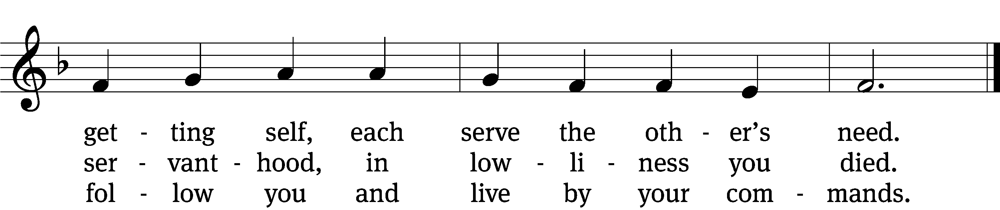 get - ting self, each serve the oth - er’s need.
ser - vant - hood, in low - li - ness you died.
fol - low you and live by your com - mands.